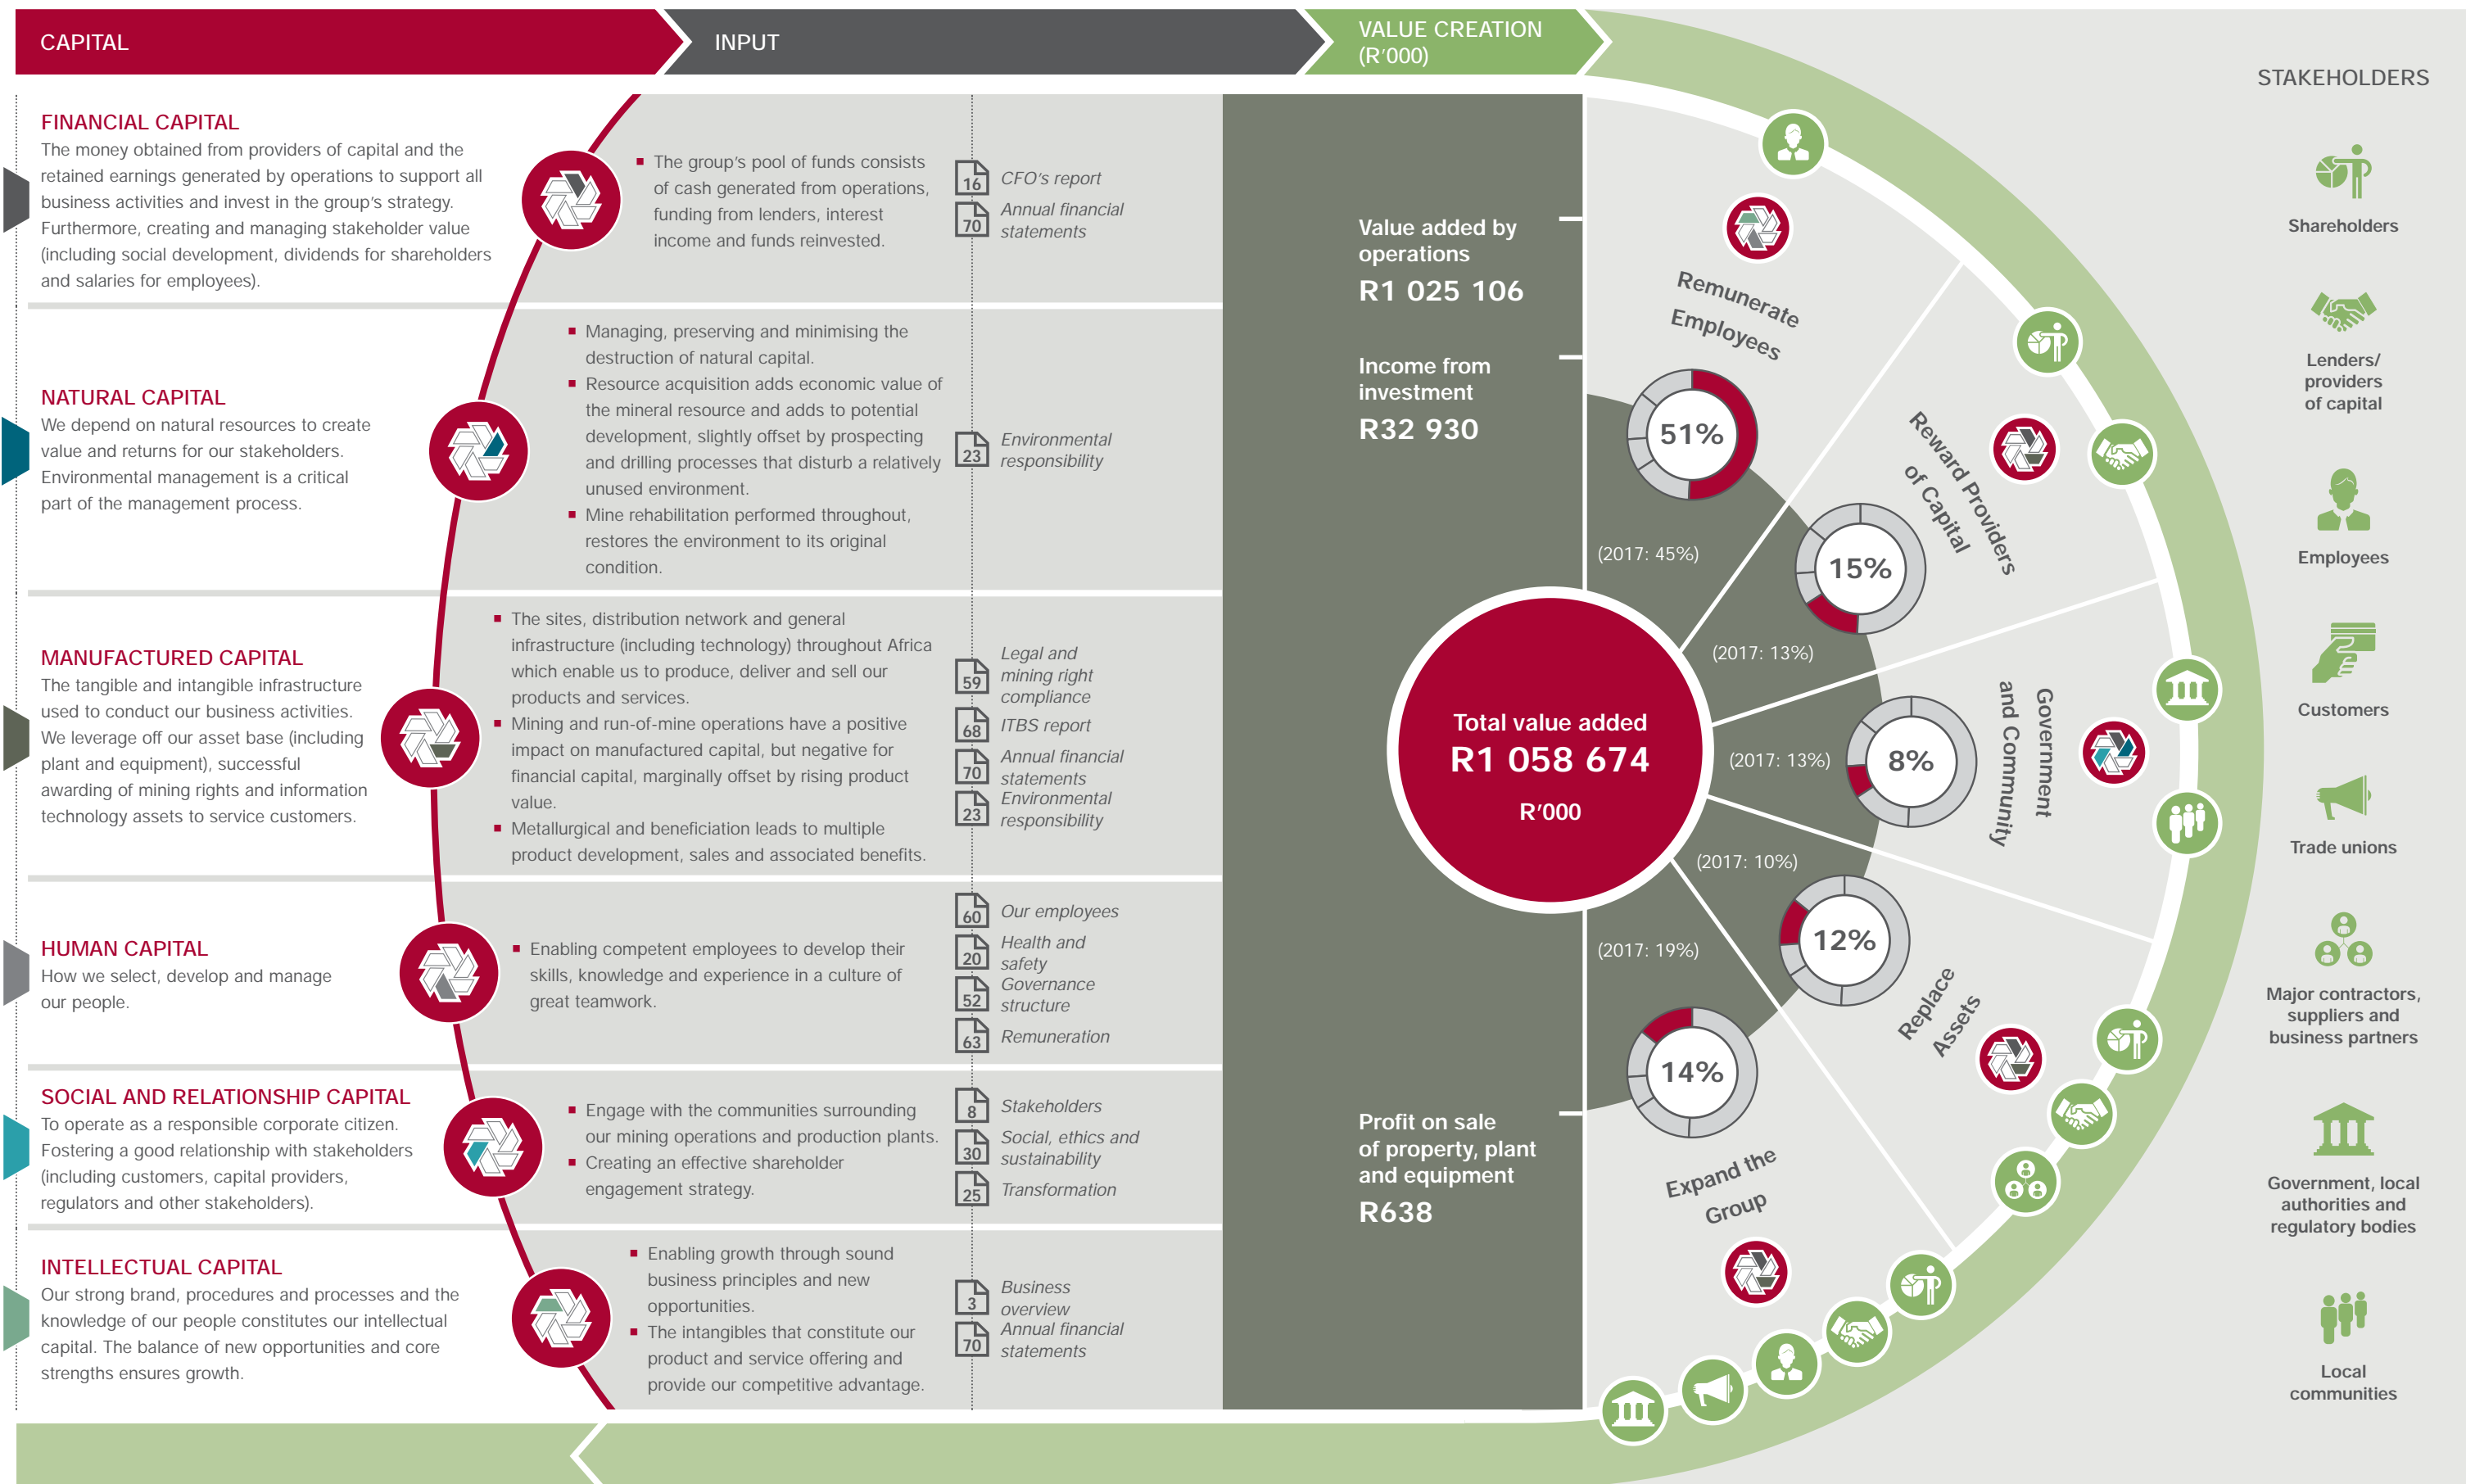 CAPITAL
INPUT
VALUE CREATION
(R’000)
STAKEHOLDERS
FINANCIAL CAPITAL
The money obtained from providers of capital and the
retained earnings generated by operations to support all
business activities and invest in the group’s strategy.
Furthermore, creating and managing stakeholder value
(including social development, dividends for shareholders
and salaries for employees).
▪ The group’s pool of funds consists
of cash generated from operations,
funding from lenders, interest
income and funds reinvested.
16 CFO’s report
70 Annual financial
statements
NATURAL CAPITAL
We depend on natural resources to create
value and returns for our stakeholders.
Environmental management is a critical
part of the management process.
▪ Managing, preserving and minimising the
destruction of natural capital.
▪ Resource acquisition adds economic value of
the mineral resource and adds to potential
development, slightly offset by prospecting
and drilling processes that disturb a relatively
unused environment.
▪ Mine rehabilitation performed throughout,
restores the environment to its original
condition.
23 Environmental
responsibility
MANUFACTURED CAPITAL
The tangible and intangible infrastructure
used to conduct our business activities.
We leverage off our asset base (including
plant and equipment), successful
awarding of mining rights and information
technology assets to service customers.
▪ The sites, distribution network and general
infrastructure (including technology) throughout Africa
which enable us to produce, deliver and sell our
products and services.
▪ Mining and run-of-mine operations have a positive
impact on manufactured capital, but negative for
financial capital, marginally offset by rising product
value.
▪ Metallurgical and beneficiation leads to multiple
product development, sales and associated benefits.
59 Legal and
mining right
compliance
68 ITBS report
70 Annual financial
statements
23 Environmental
responsibility
HUMAN CAPITAL
How we select, develop and manage
our people.
▪ Enabling competent employees to develop their
skills, knowledge and experience in a culture of
great teamwork.
60 Our employees
20 Health and
safety
52 Governance
structure
63 Remuneration
SOCIAL AND RELATIONSHIP CAPITAL
To operate as a responsible corporate citizen.
Fostering a good relationship with stakeholders
(including customers, capital providers,
regulators and other stakeholders).
▪ Engage with the communities surrounding
our mining operations and production plants.
▪ Creating an effective shareholder
engagement strategy.
8 Stakeholders
30 Social, ethics and
sustainability
25 Transformation
INTELLECTUAL CAPITAL
Our strong brand, procedures and processes and the
knowledge of our people constitutes our intellectual
capital. The balance of new opportunities and core
strengths ensures growth.
▪ Enabling growth through sound
business principles and new
opportunities.
▪ The intangibles that constitute our
product and service offering and
provide our competitive advantage.
3 Business
overview
70 Annual financial
statements
Value added by
operations
R1 025 106
Income from
investment
R32 930
Total value added
R1 058 674
R’000
Profit on sale
of property, plant
and equipment
R638
Remunerate
Employees
51%
(2017: 45%)
Reward Providers
of Capital
15%
(2017: 13%)
Government
and Community
8%
(2017: 13%)
Replace
Assets
12%
(2017: 10%)
Expand the
Group
14%
(2017: 19%)
Shareholders
Lenders/
providers
of capital
Employees
Customers
Trade unions
Major contractors,
suppliers and
business partners
Government, local
authorities and
regulatory bodies
Local
communities